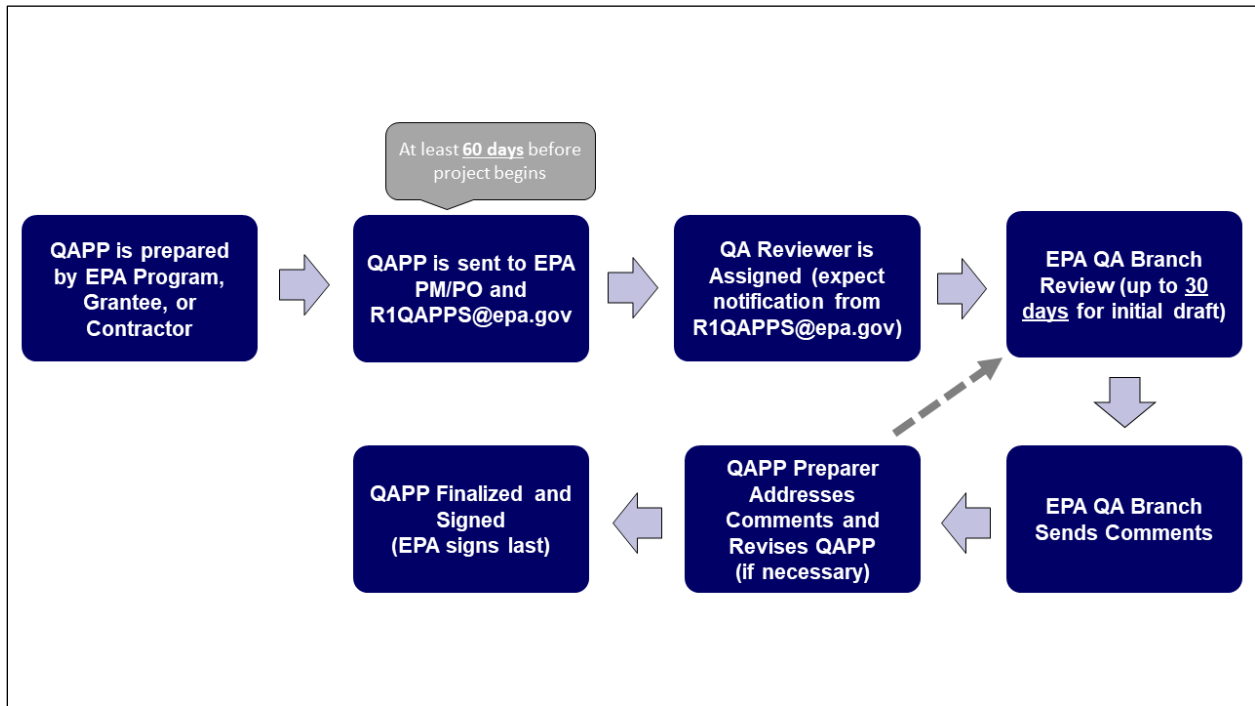 At least 60 days before
project begins
QAPP is prepared
by EPA Program,
Grantee, or
Contractor
QAPP is sent to EPA
PM/PO and
R1QAPPS@epa.gov
QA Reviewer is
Assigned (expect
notification from
R1QAPPS@epa.gov)
EPA QA Branch
Review (up to 30
days for initial draft)
EPA QA Branch
Sends Comments
QAPP Preparer
Addresses
Comments and
Revises QAPP
(if necessary)
QAPP Finalized and
Signed
(EPA signs last)